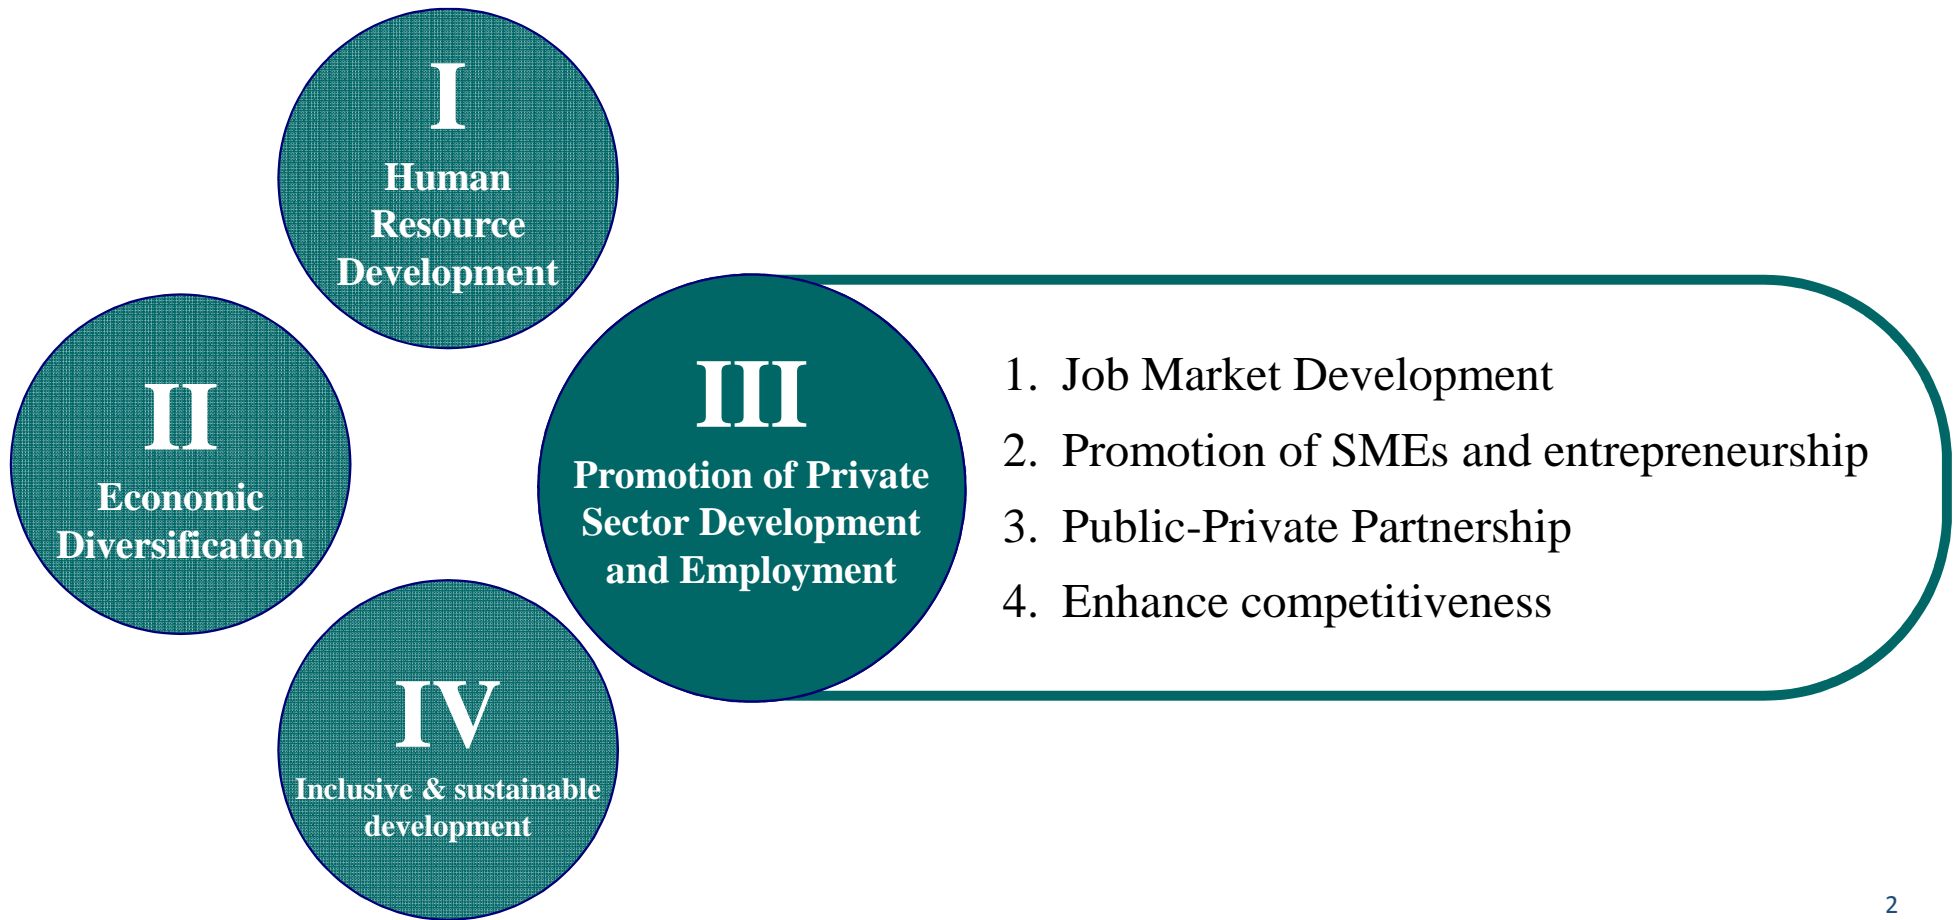 I
Human
Resource
Development
II
Economic
Diversification
III
Promotion of Private
Sector Development
and Employment
1. Job Market Development
2. Promotion of SMEs and entrepreneurship
3. Public-Private Partnership
4. Enhance competitiveness
IV
Inclusive & sustainable
development
2